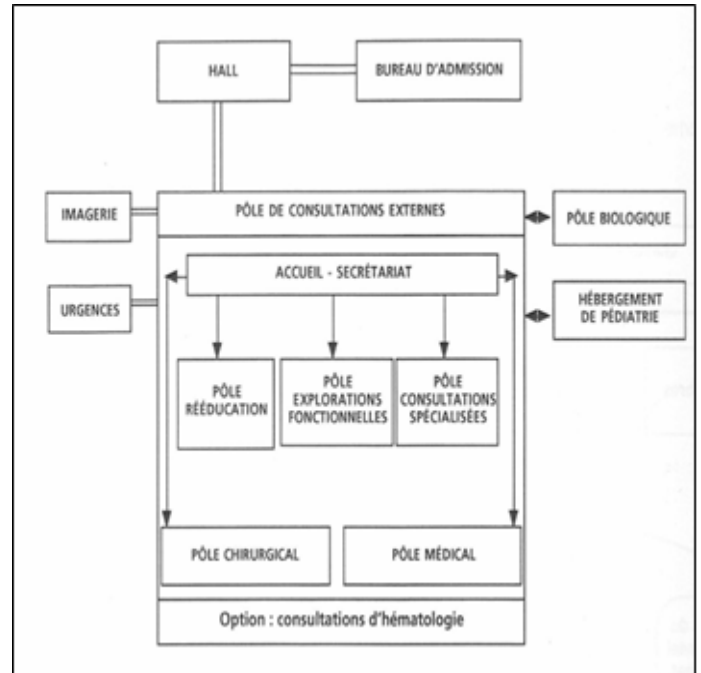 HALL
BUREAU D'ADMISSION
IMAGERIE
PÔLE DE CONSULTATIONS EXTERNES
PÔLE BIOLOGIQUE
ACCUEIL - SECRÉTARIAT
URGENCES
HÉBERGEMENT
DE PÉDIATRIE
PÔLE
RÉÉDUCATION
PÔLE
EXPLORATIONS
FONCTIONNELLES
PÔLE
CONSULTATIONS
SPÉCIALISÉES
PÔLE CHIRURGICAL
PÔLE MÉDICAL
Option : consultations d'hématologie